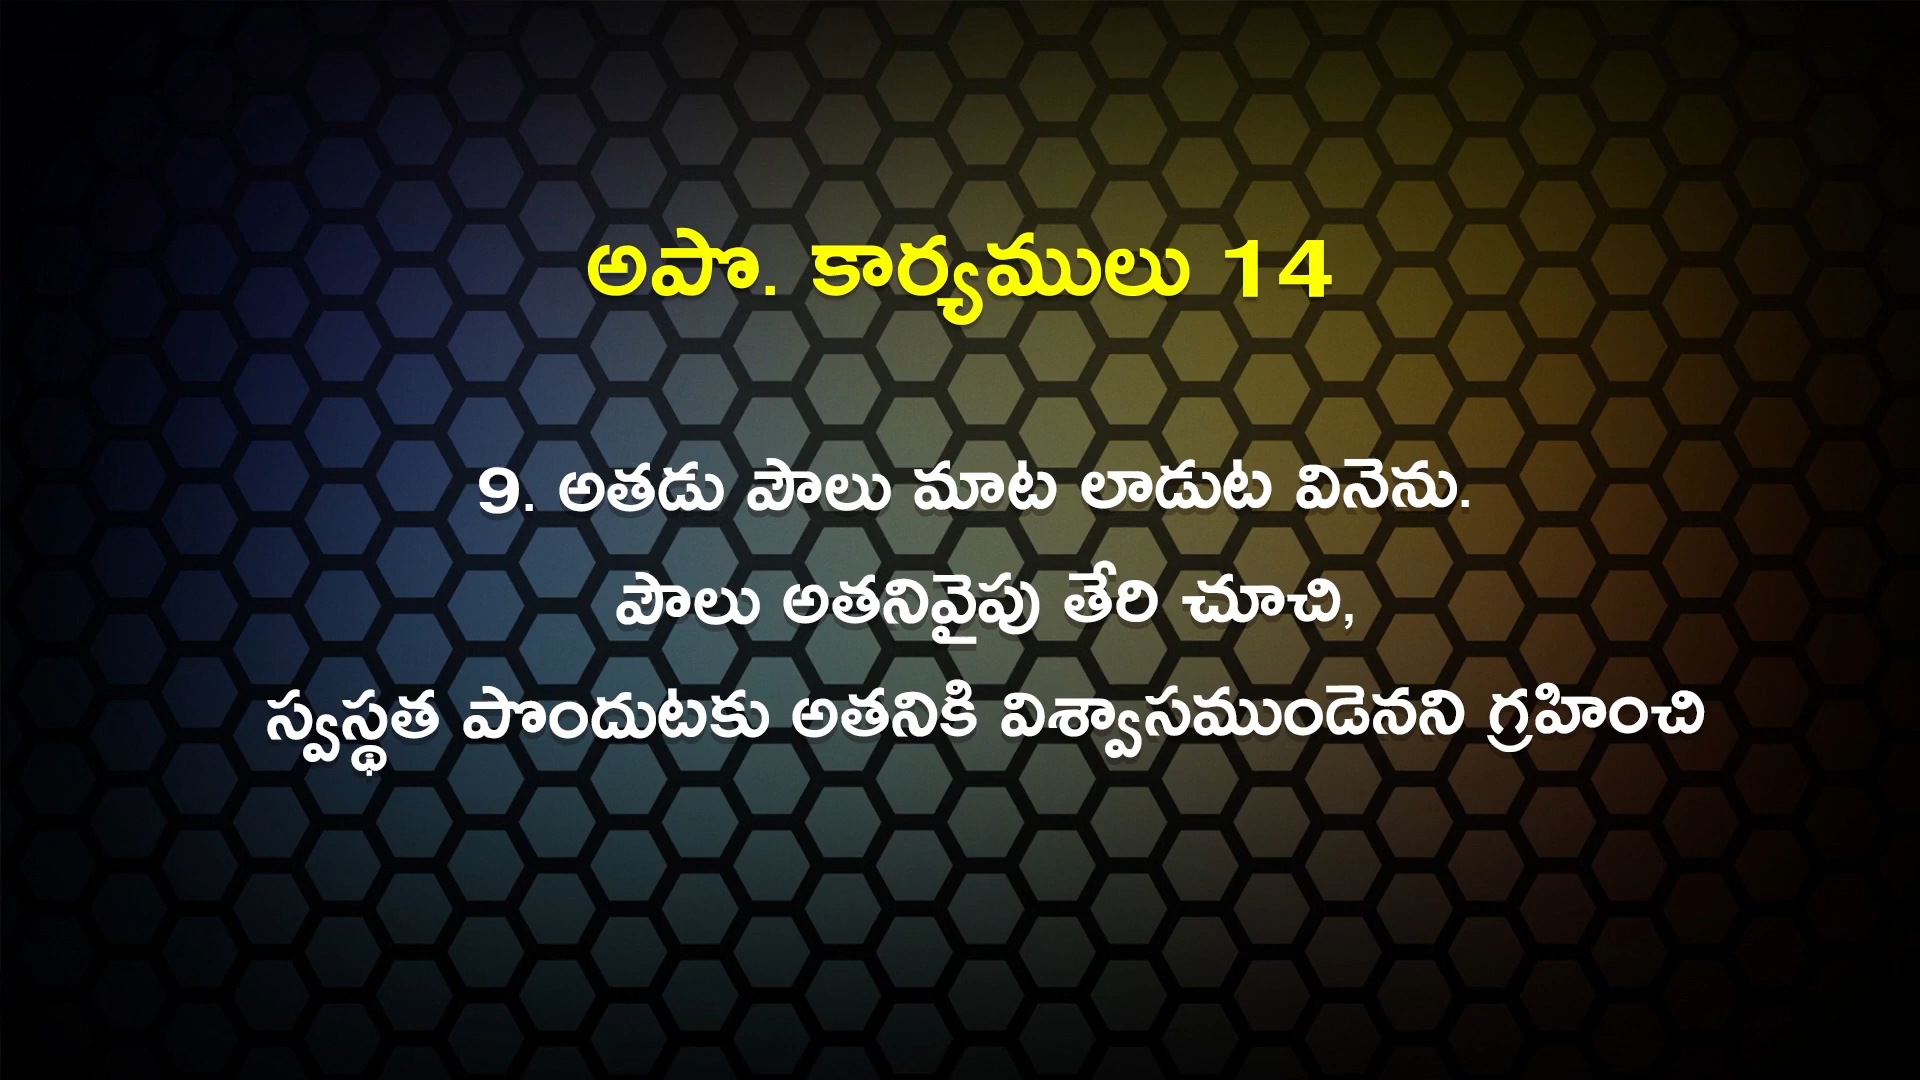 అపొ. కార్యములు 14
9. అతడు పౌలు మాట లాడుట వినెను.
పౌలు అతనివైపు తేరి చూచి,
స్వస్థత పొందుటకు అతనికి విశ్వాసముండెనని గ్రహించి